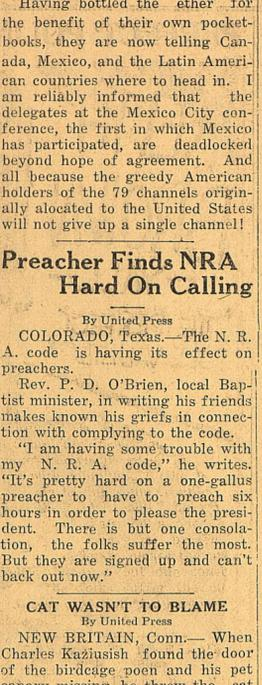 Having bottled the ether for
the benefit of their own pocket-
books, they are now telling Can-
ada, Mexico, and the Latin Ameri-
can countries where to head in. I
am reliably informed that the
delegates at the Mexico City con-
ference, the first in which Mexico
has participated, are deadlocked
beyond hope of agreement. And
all because the greedy American
holders of the 79 channels origin-
ally alocated to the United States
will not give up a single channel!
Preacher Finds NRA
Hard On Calling
By United Press
COLORADO, Texas.—The N. R.
A. code is having its effect on
preachers.
Rev. P. D. O'Brien, local Bap-
tist minister, in writing his friends
makes known his griefs in connec-
tion with complying to the code.
"I am having some trouble with
my N. R. A. code," he writes.
"It's pretty hard on a one-gallus
preacher to have to preach six
hours in order to please the presi-
dent. There is but one consola-
tion, the folks suffer the most.
But they are signed up and can't
back out now."
CAT WASN'T TO BLAME
By United Press
NEW BRITAIN, Conn.— When
Charles Kaziusish found the door
of the birdcage poen and his pet
canary missing he threw the cat